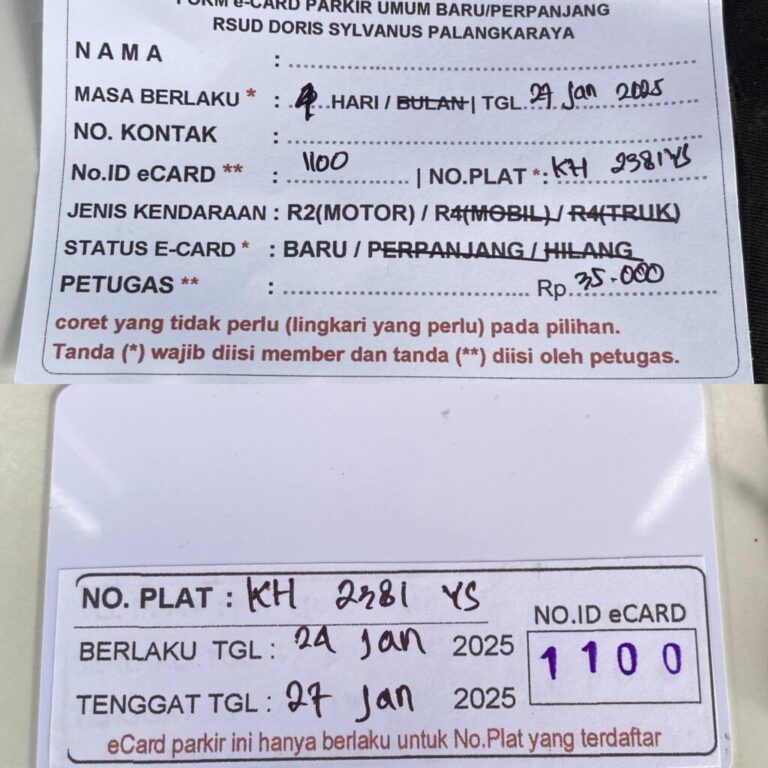 FORM e-CARD PARKIR UMUM BARU/PERPANJANG
RSUD DORIS SYLVANUS PALANGKARAYA
NAMA :
MASA BERLAKU * : 4 HARI / BULAN | TGL. 27 Jan 2025
NO. KONTAK :
No.ID eCARD ** : 1100 | NO.PLAT *: KH 2381 YS
JENIS KENDARAAN : R2(MOTOR) / R4(MOBIL) / R4(TRUK)
STATUS E-CARD * : BARU / PERPANJANG / HILANG
PETUGAS ** : Rp. 35.000
coret yang tidak perlu (lingkari yang perlu) pada pilihan.
Tanda (*) wajib diisi member dan tanda (**) diisi oleh petugas.
NO. PLAT : KH 2381 YS
BERLAKU TGL : 24 Jan 2025
TENGGAT TGL : 27 Jan 2025
NO.ID eCARD
1100
eCard parkir ini hanya berlaku untuk No.Plat yang terdaftar